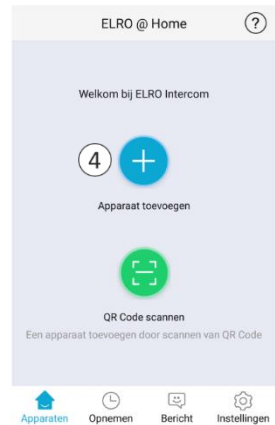 ELRO @ Home ?
Welkom bij ELRO Intercom
4
Apparaat toevoegen
QR Code scannen
Een apparaat toevoegen door scannen van QR Code
Apparaten Opnemen Bericht Instellingen